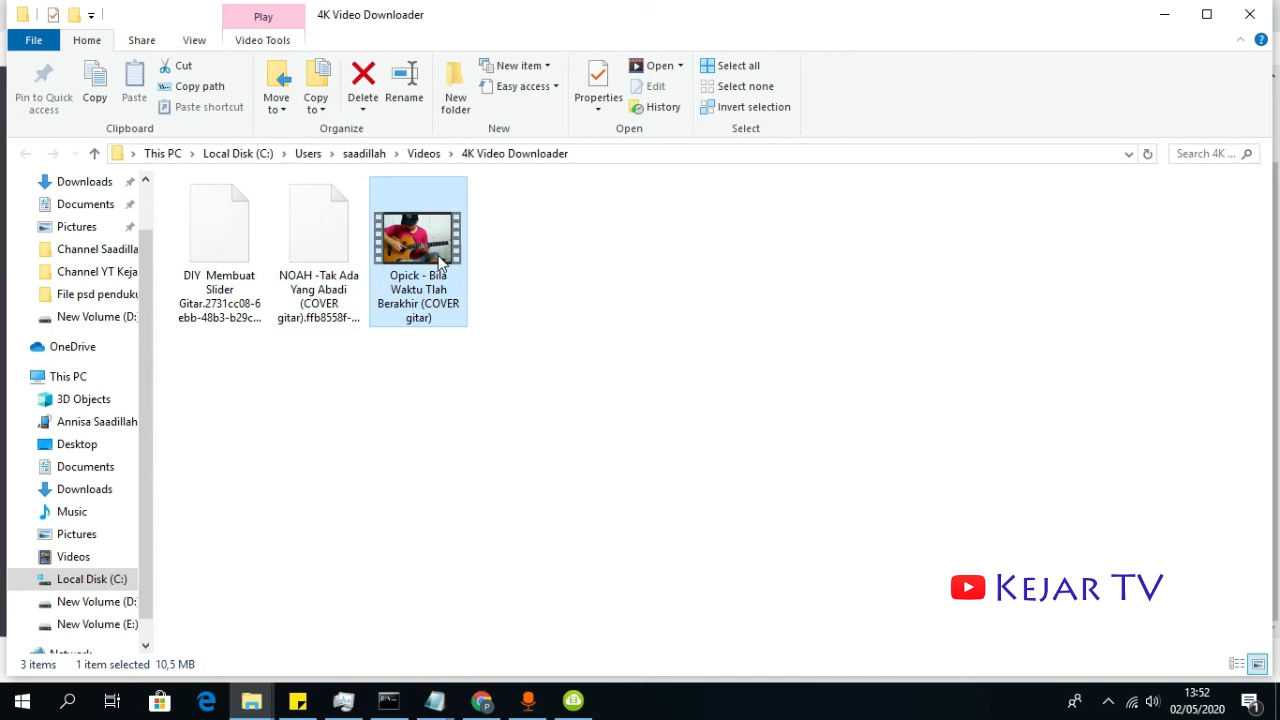 Play
4K Video Downloader
File
Home
Share
View
Video Tools
Pin to Quick
access
Copy
Paste
Cut
Copy path
Paste shortcut
Clipboard
Move
to
Copy
to
Delete
Rename
Organize
New
folder
New item
Easy access
New
Properties
Open
Edit
History
Open
Select all
Select none
Invert selection
Select
This PC > Local Disk (C:) > Users > saadillah > Videos > 4K Video Downloader
Search 4K ...
Downloads
Documents
Pictures
Channel Saadilla
Channel YT Keja
File psd penduku
New Volume (D:
OneDrive
This PC
3D Objects
Annisa Saadillah
Desktop
Documents
Downloads
Music
Pictures
Videos
Local Disk (C:)
New Volume (D:
New Volume (E:)
Network
DIY Membuat
Slider
Gitar.2731cc08-6
ebb-48b3-b29c...
NOAH -Tak Ada
Yang Abadi
(COVER
gitar).ffb8558f-...
Opick - Bila
Waktu Tlah
Berakhir (COVER
gitar)
KEJAR TV
3 items
1 item selected 10,5 MB
13:52
02/05/2020
1